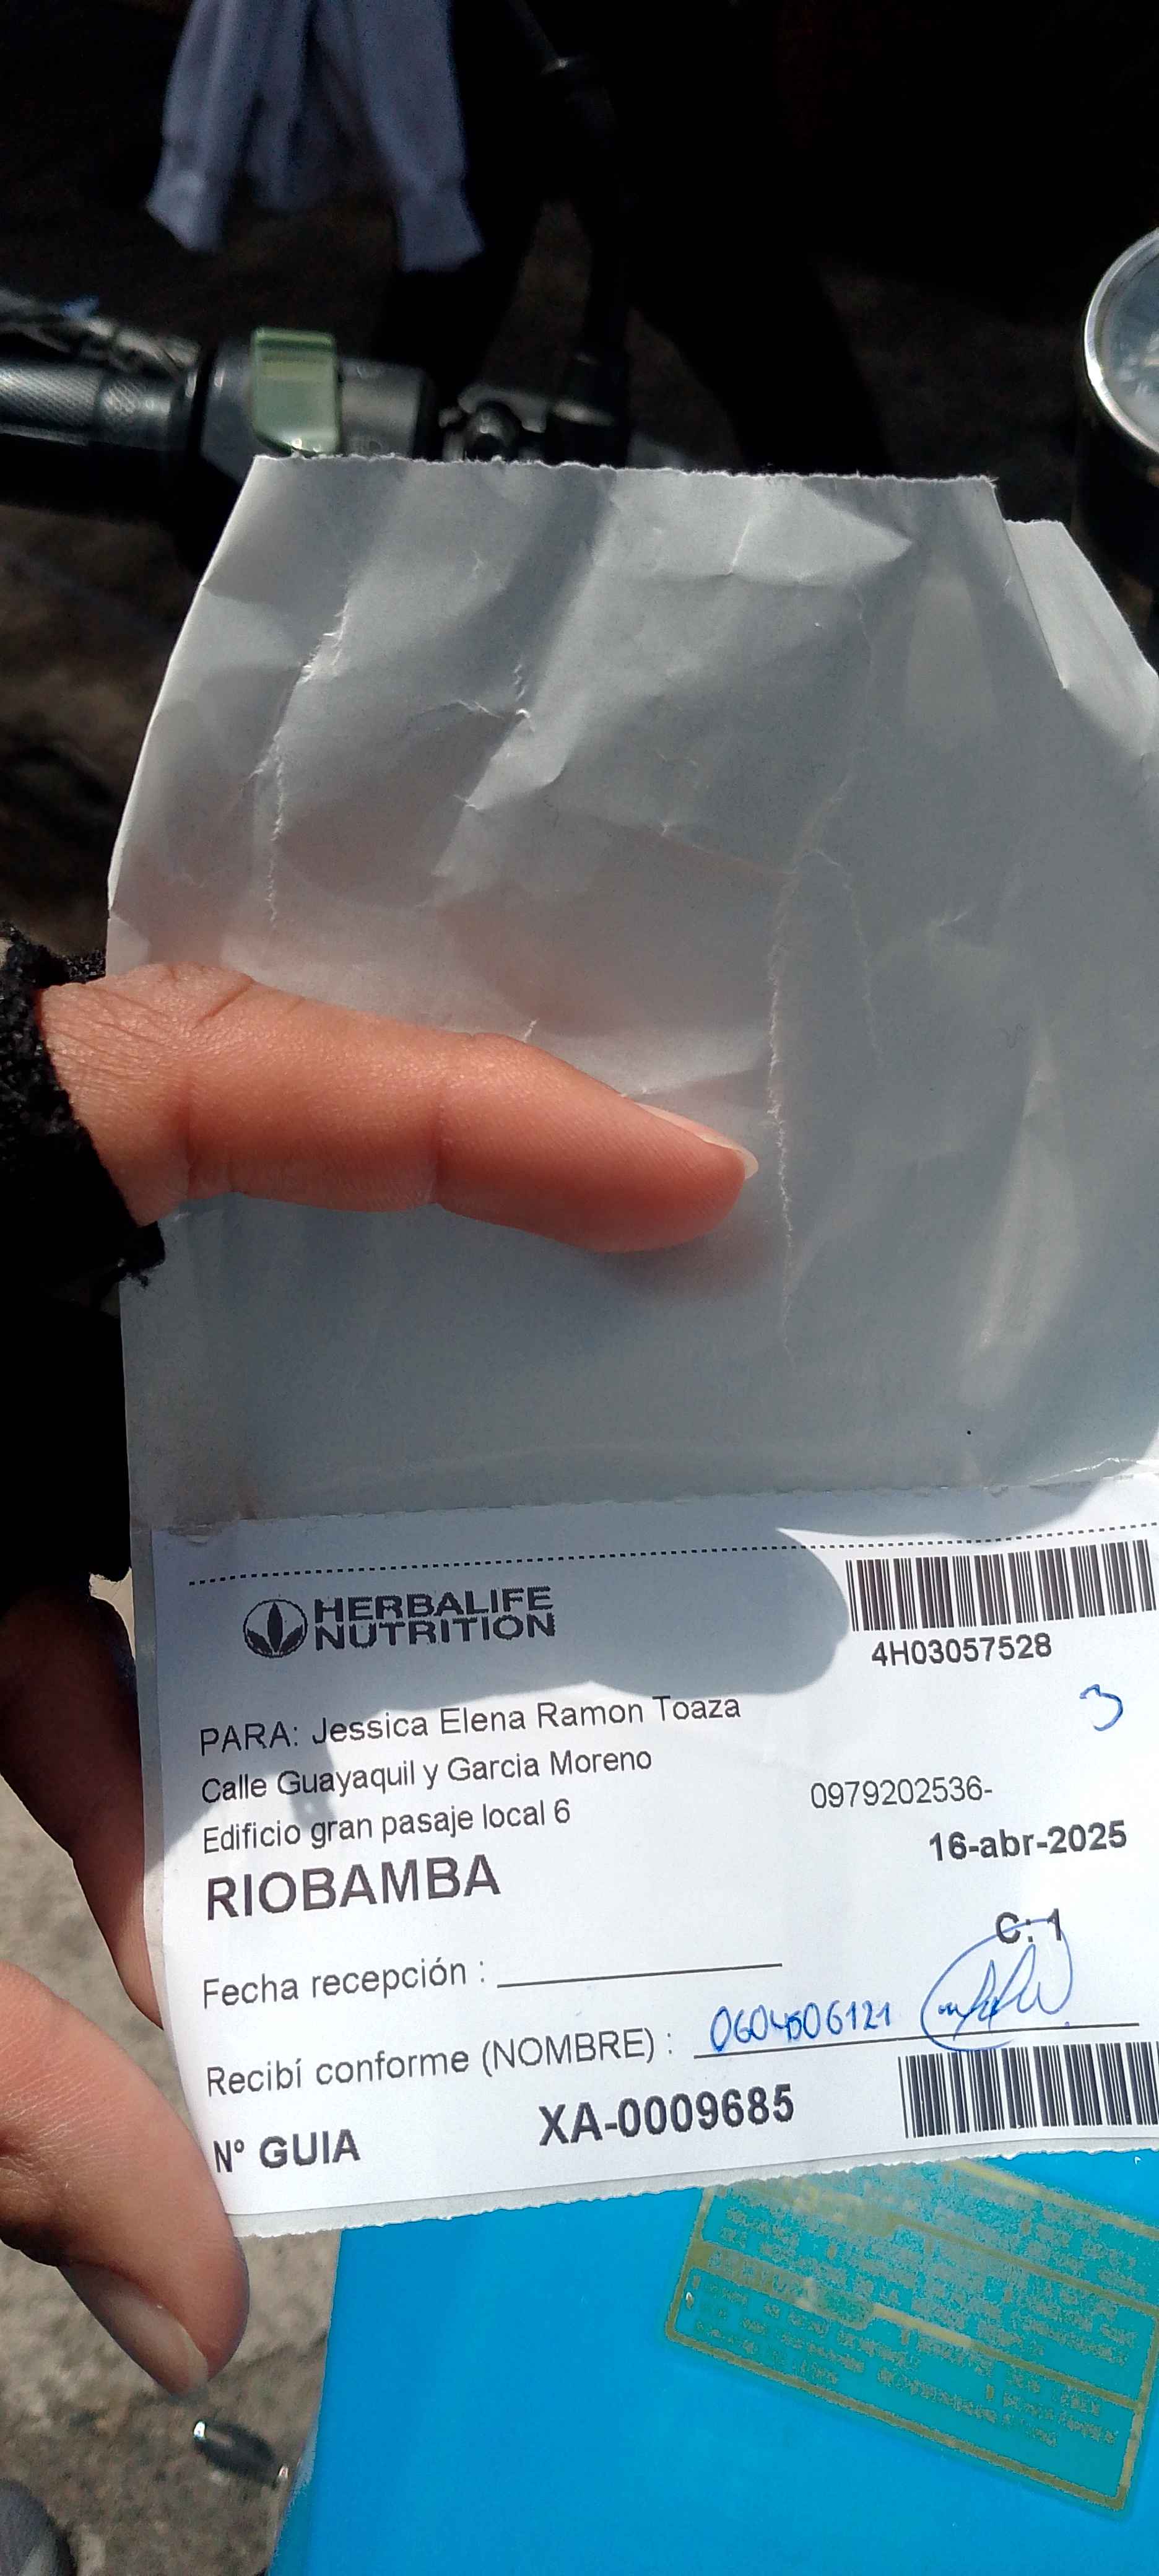 HERBALIFE
NUTRITION
4H03057528
3
PARA: Jessica Elena Ramon Toaza
Calle Guayaquil y Garcia Moreno
0979202536-
Edificio gran pasaje local 6
16-abr-2025
RIOBAMBA
C: 1
Fecha recepción :
Recibí conforme (NOMBRE) :
Nº GUIA XA-0009685